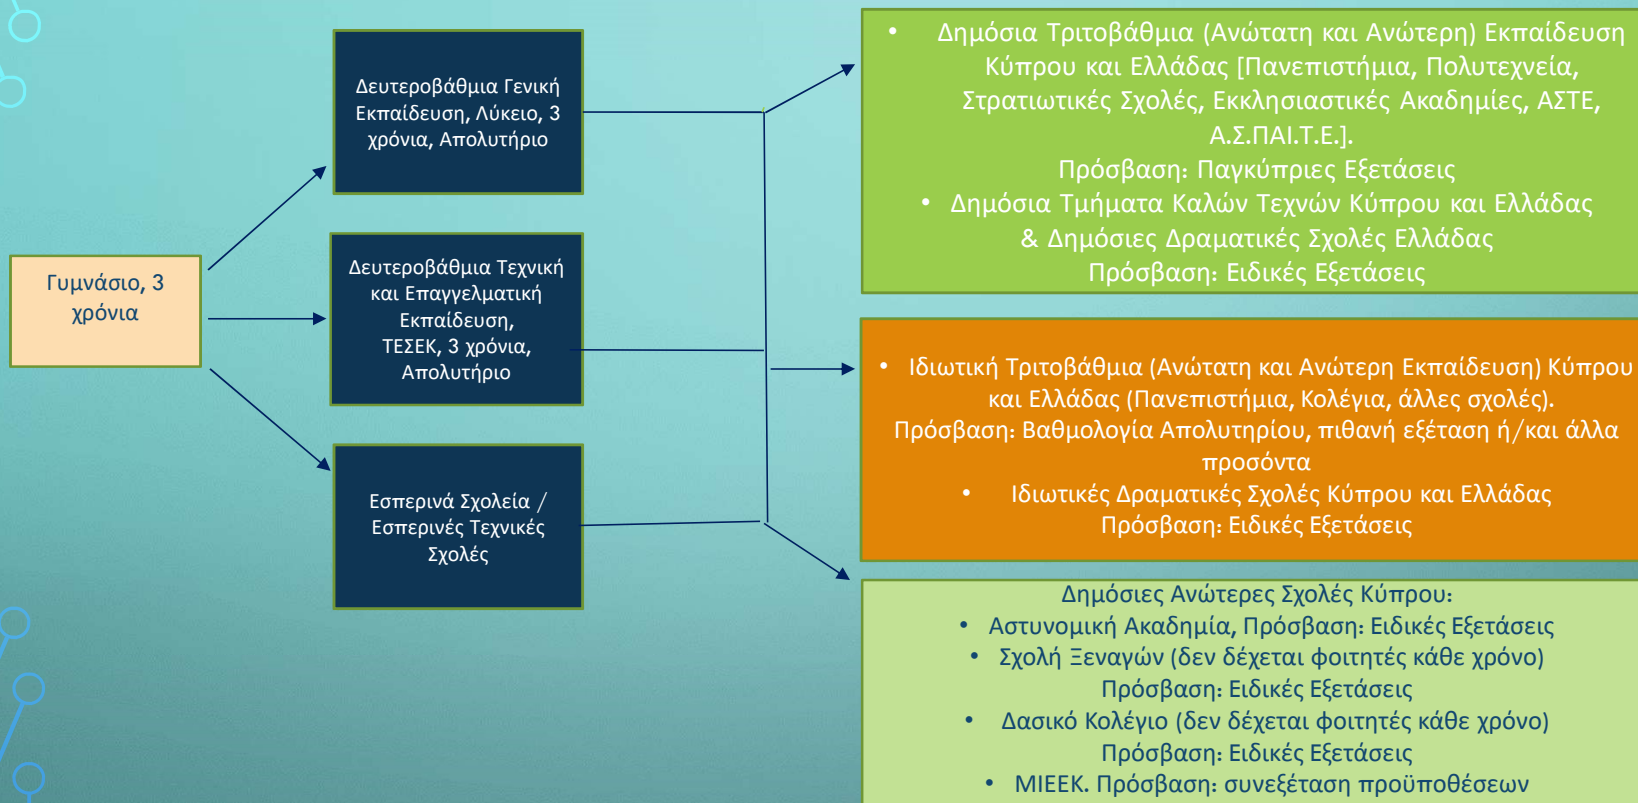 Γυμνάσιο, 3
χρόνια
Δευτεροβάθμια Γενική
Εκπαίδευση, Λύκειο, 3
χρόνια, Απολυτήριο
Δευτεροβάθμια Τεχνική
και Επαγγελματική
Εκπαίδευση,
ΤΕΣΕΚ, 3 χρόνια,
Απολυτήριο
Εσπερινά Σχολεία /
Εσπερινές Τεχνικές
Σχολές
• Δημόσια Τριτοβάθμια (Ανώτατη και Ανώτερη) Εκπαίδευση
Κύπρου και Ελλάδας [Πανεπιστήμια, Πολυτεχνεία,
Στρατιωτικές Σχολές, Εκκλησιαστικές Ακαδημίες, ΑΣΤΕ,
Α.Σ.ΠΑΙ.Τ.Ε.].
Πρόσβαση: Παγκύπριες Εξετάσεις
• Δημόσια Τμήματα Καλών Τεχνών Κύπρου και Ελλάδας
& Δημόσιες Δραματικές Σχολές Ελλάδας
Πρόσβαση: Ειδικές Εξετάσεις
• Ιδιωτική Τριτοβάθμια (Ανώτατη και Ανώτερη Εκπαίδευση) Κύπρου
και Ελλάδας (Πανεπιστήμια, Κολέγια, άλλες σχολές).
Πρόσβαση: Βαθμολογία Απολυτηρίου, πιθανή εξέταση ή/και άλλα
προσόντα
• Ιδιωτικές Δραματικές Σχολές Κύπρου και Ελλάδας
Πρόσβαση: Ειδικές Εξετάσεις
Δημόσιες Ανώτερες Σχολές Κύπρου:
• Αστυνομική Ακαδημία, Πρόσβαση: Ειδικές Εξετάσεις
• Σχολή Ξεναγών (δεν δέχεται φοιτητές κάθε χρόνο)
Πρόσβαση: Ειδικές Εξετάσεις
• Δασικό Κολέγιο (δεν δέχεται φοιτητές κάθε χρόνο)
Πρόσβαση: Ειδικές Εξετάσεις
• ΜΙΕΕΚ. Πρόσβαση: συνεξέταση προϋποθέσεων